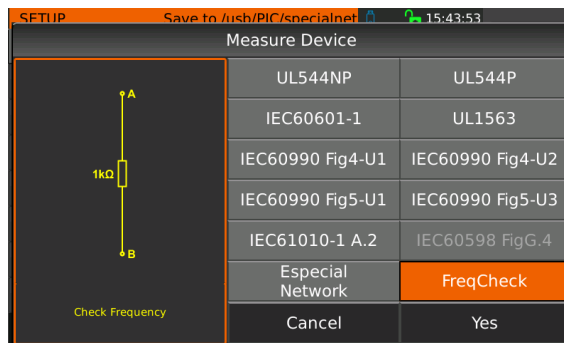 SETUP Save to /usb/PIC/specialnet 15:43:53
Measure Device
A
1kΩ
B
Check Frequency
UL544NP UL544P
IEC60601-1 UL1563
IEC60990 Fig4-U1 IEC60990 Fig4-U2
IEC60990 Fig5-U1 IEC60990 Fig5-U3
IEC61010-1 A.2 IEC60598 FigG.4
Especial
Network
FreqCheck
Cancel Yes